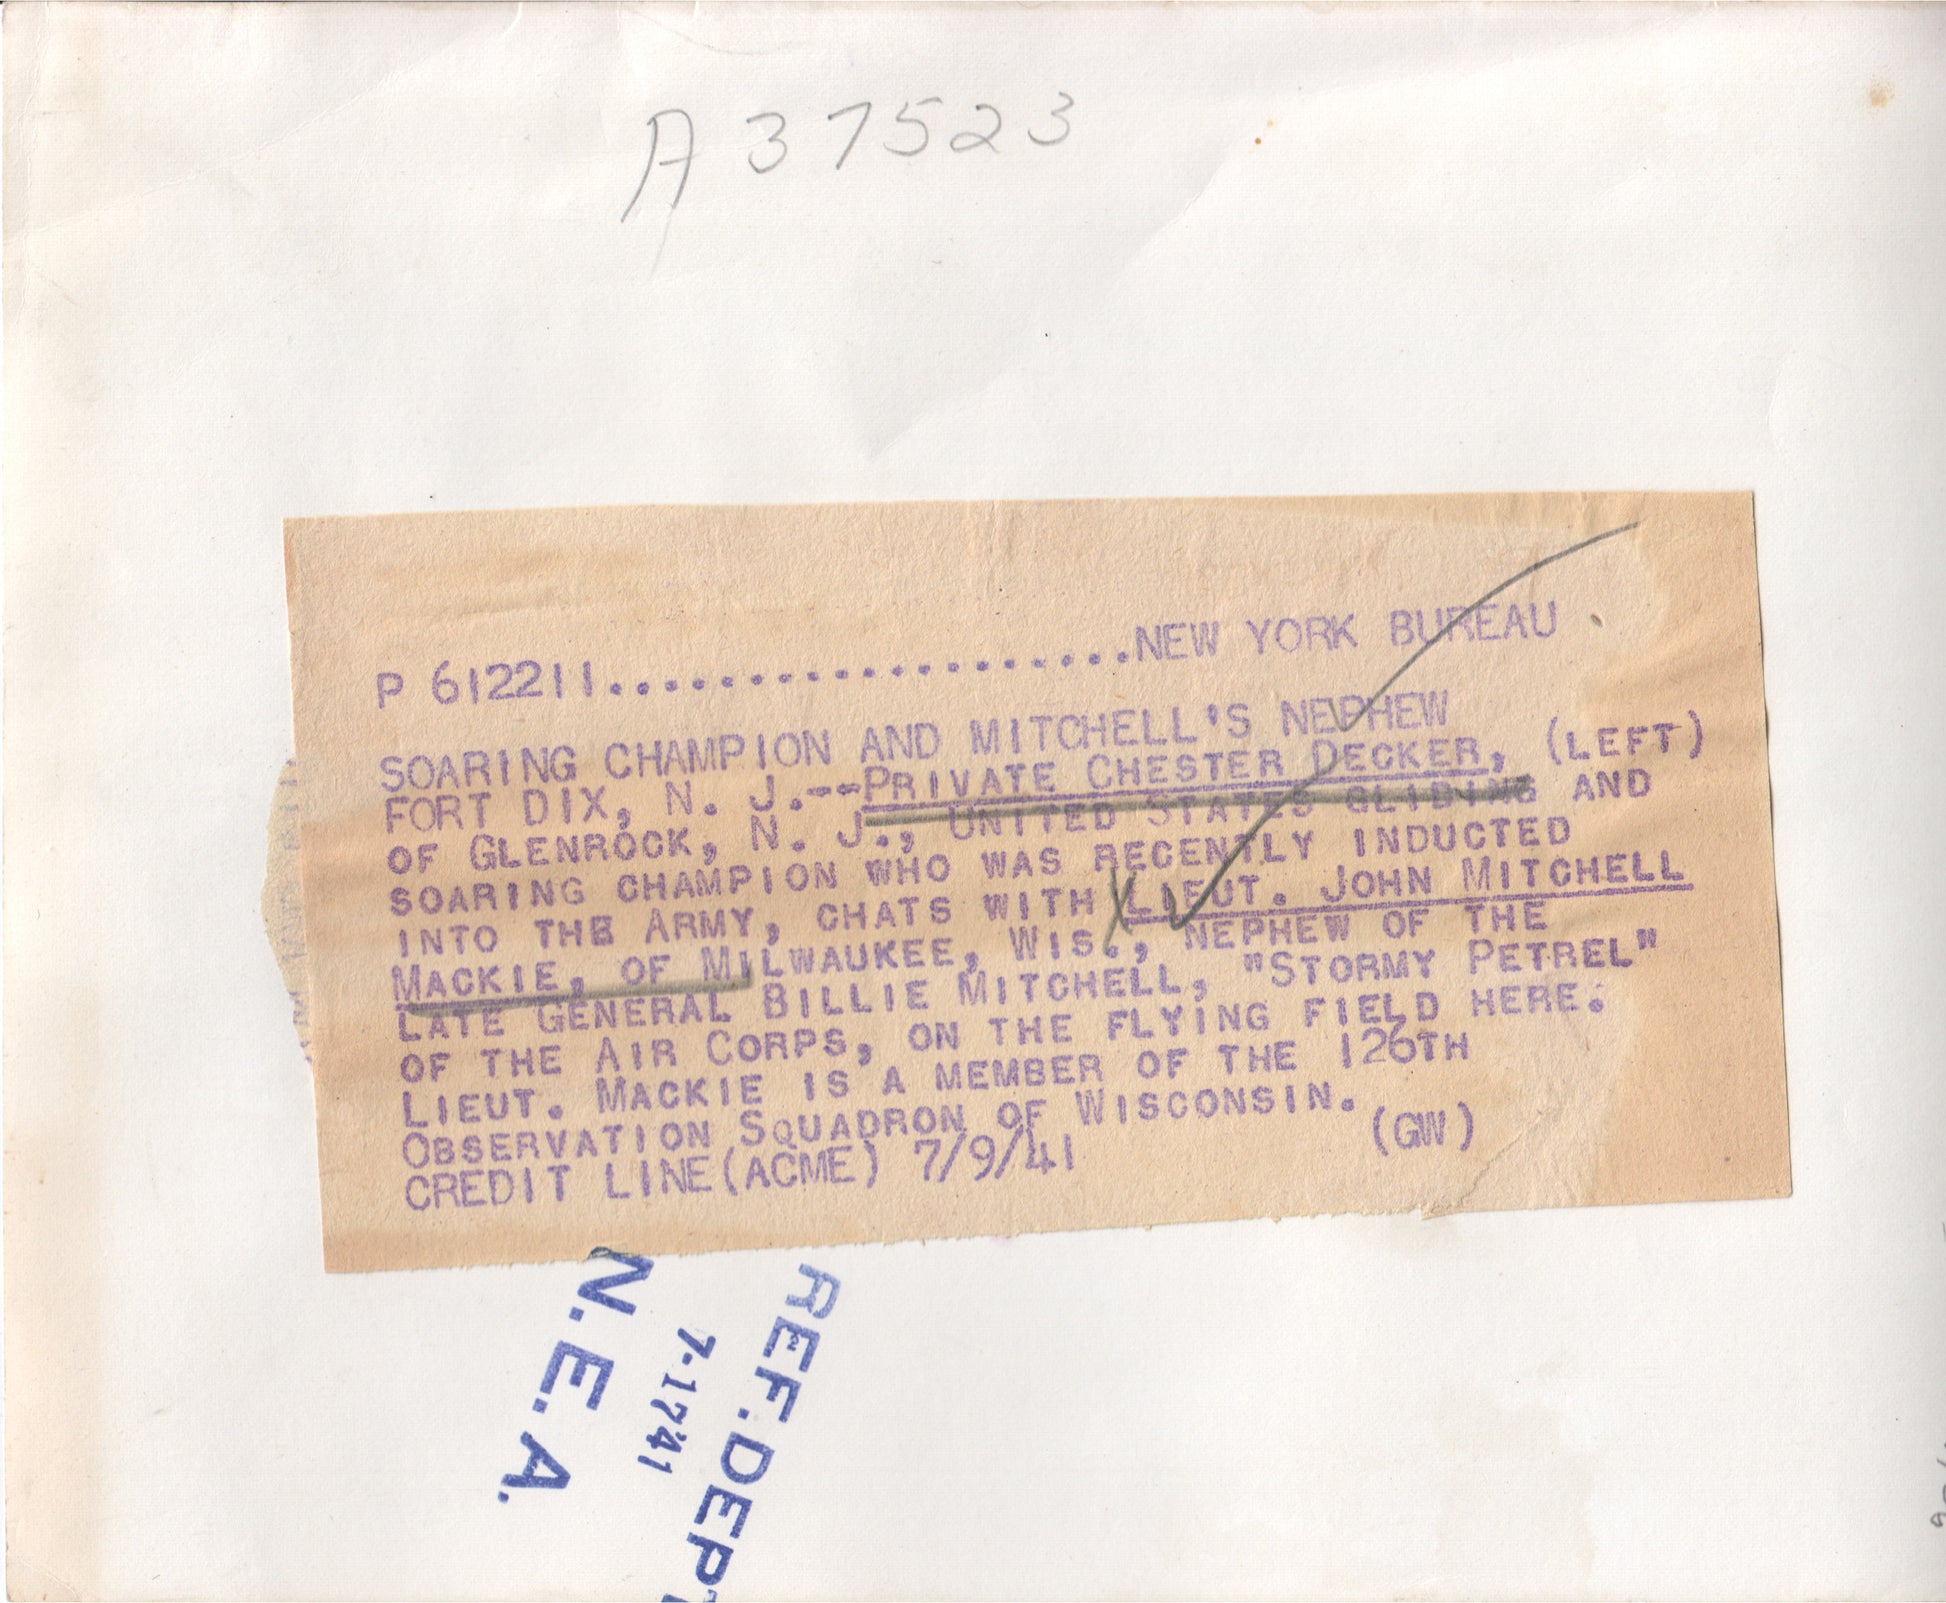 A37523
P 612211...................NEW YORK BUREAU
SOARING CHAMPION AND MITCHELL'S NEPHEW
FORT DIX, N. J.--PRIVATE CHESTER DECKER, (LEFT)
OF GLENROCK, N. J., UNITED STATES GLIDING AND
SOARING CHAMPION WHO WAS RECENTLY INDUCTED
INTO THE ARMY, CHATS WITH LIEUT. JOHN MITCHELL
MACKIE, OF MILWAUKEE, WIS., NEPHEW OF THE
LATE GENERAL BILLIE MITCHELL, "STORMY PETREL"
OF THE AIR CORPS, ON THE FLYING FIELD HERE.
LIEUT. MACKIE IS A MEMBER OF THE 126TH
OBSERVATION SQUADRON OF WISCONSIN.
CREDIT LINE(ACME) 7/9/41 (GW)
REF. DEPT
7-17'41
N.E.A.